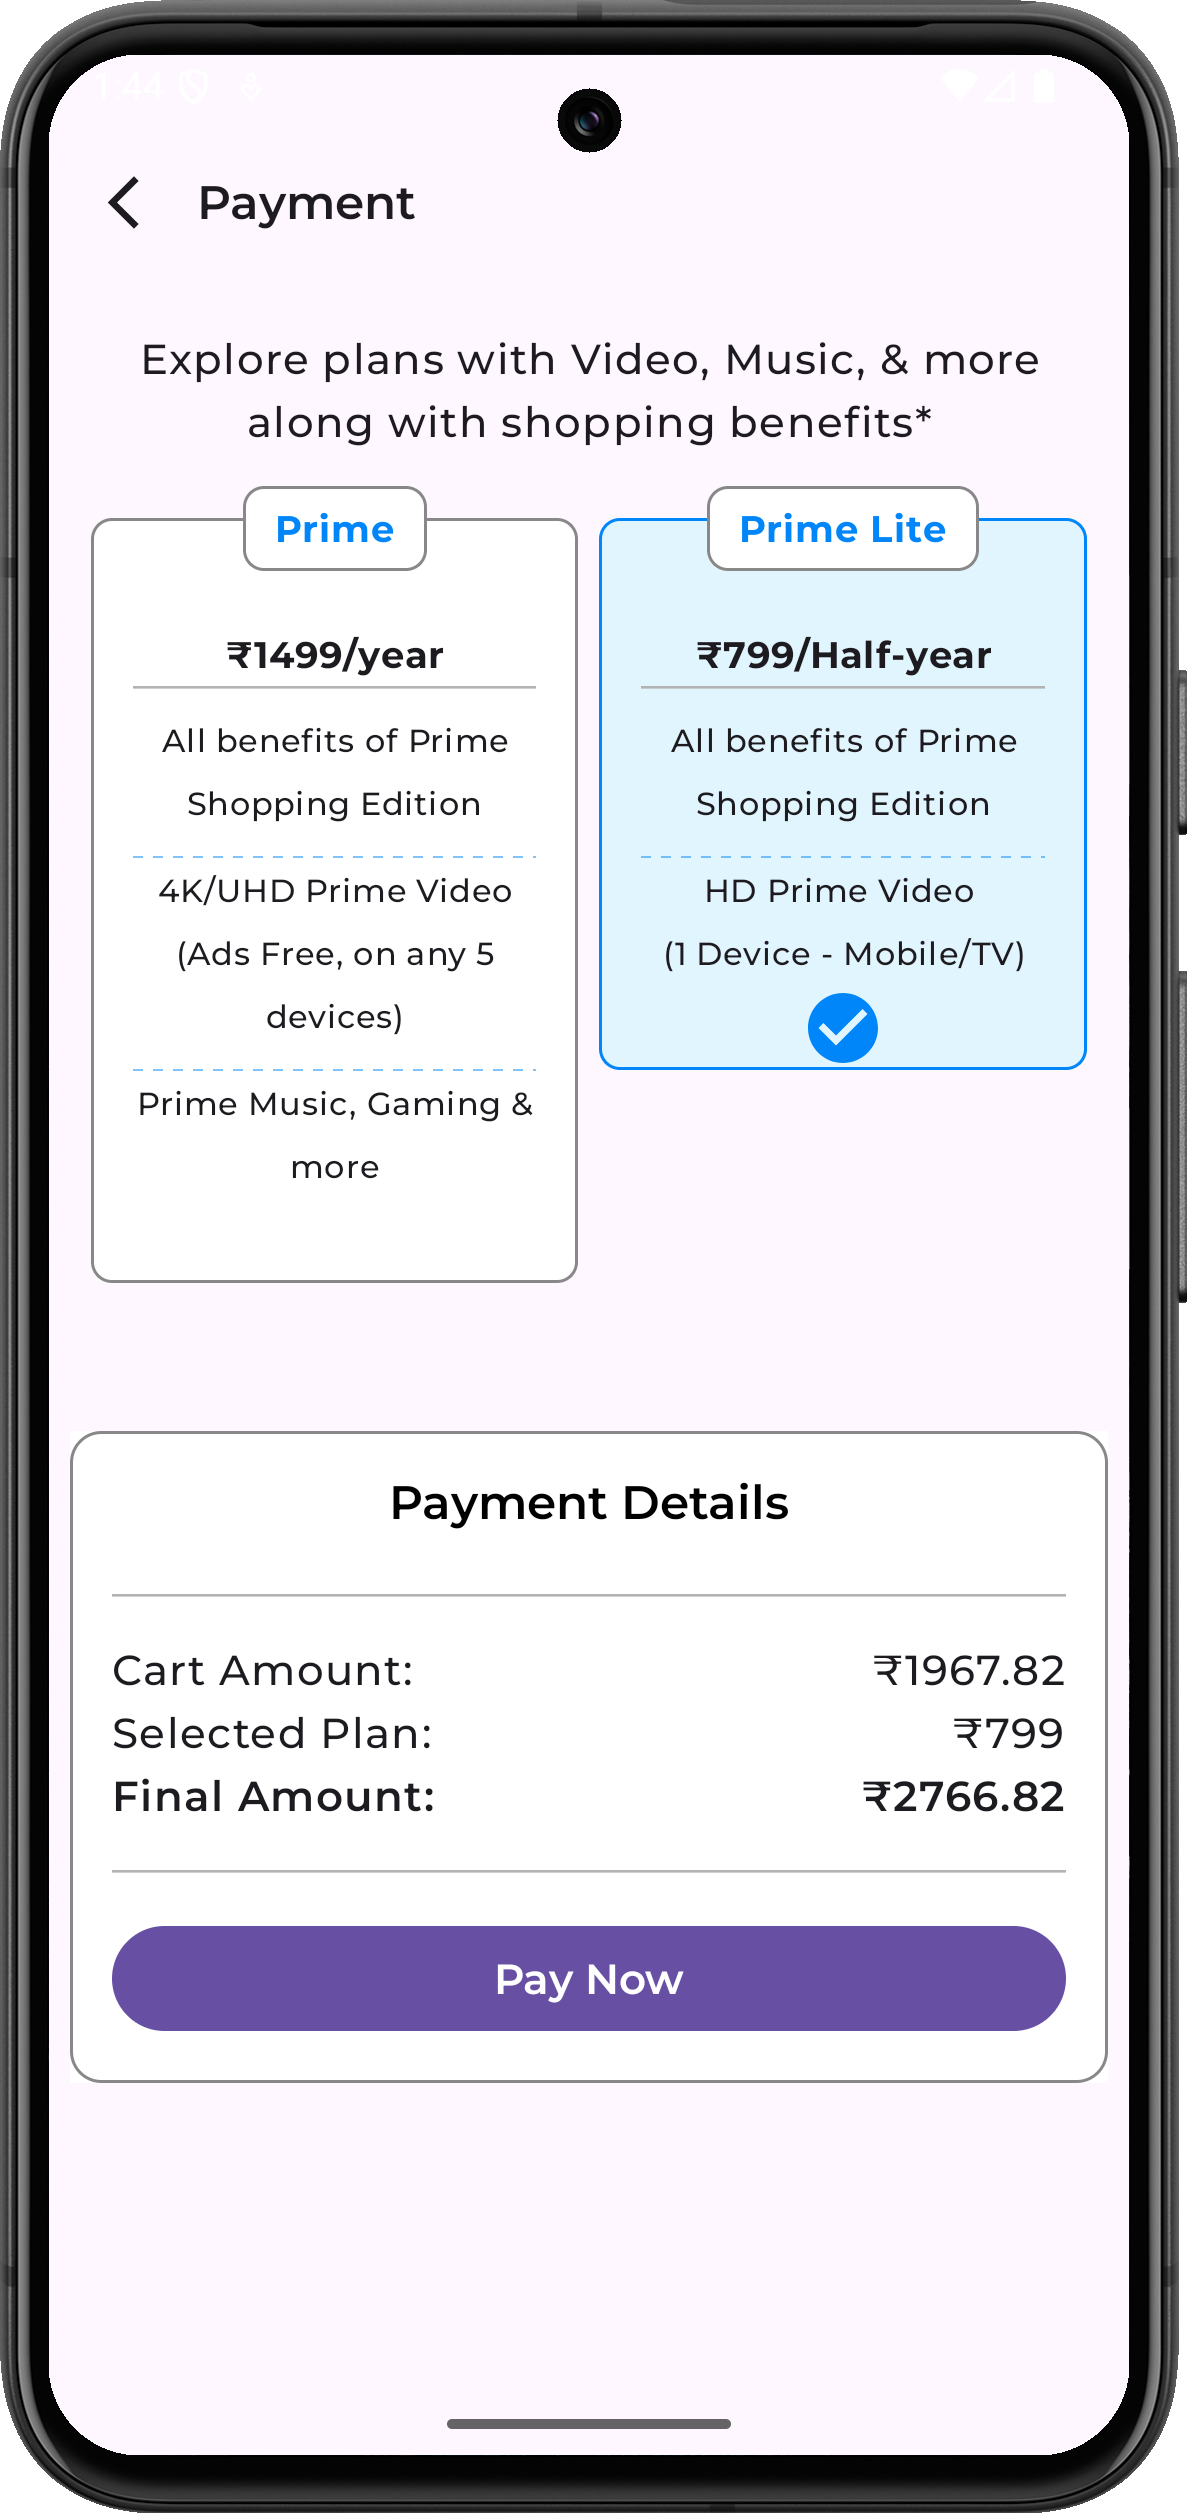 1:44
Payment
Explore plans with Video, Music, & more
along with shopping benefits*
Prime
₹1499/year
All benefits of Prime
Shopping Edition
4K/UHD Prime Video
(Ads Free, on any 5
devices)
Prime Music, Gaming &
more
Prime Lite
₹799/Half-year
All benefits of Prime
Shopping Edition
HD Prime Video
(1 Device - Mobile/TV)
Payment Details
Cart Amount: ₹1967.82
Selected Plan: ₹799
Final Amount: ₹2766.82
Pay Now